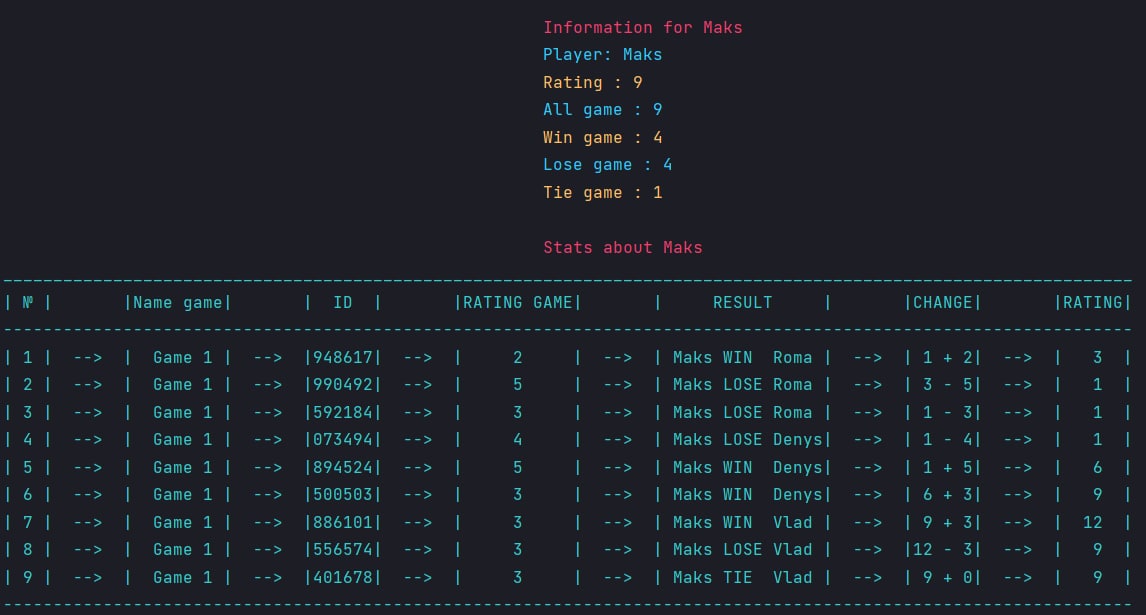 Information for Maks
Player: Maks
Rating : 9
All game : 9
Win game : 4
Lose game : 4
Tie game : 1
Stats about Maks
-----------------------------------------------------------------------------------------------------------------
| № |       |Name game|       |  ID  |       |RATING GAME|       |     RESULT     |       |CHANGE|       |RATING|
-----------------------------------------------------------------------------------------------------------------
| 1 |  -->  |  Game 1 |  -->  |948617|  -->  |     2     |  -->  | Maks WIN  Roma |  -->  | 1 + 2|  -->  |   3  |
| 2 |  -->  |  Game 1 |  -->  |990492|  -->  |     5     |  -->  | Maks LOSE Roma |  -->  | 3 - 5|  -->  |   1  |
| 3 |  -->  |  Game 1 |  -->  |592184|  -->  |     3     |  -->  | Maks LOSE Roma |  -->  | 1 - 3|  -->  |   1  |
| 4 |  -->  |  Game 1 |  -->  |073494|  -->  |     4     |  -->  | Maks LOSE Denys|  -->  | 1 - 4|  -->  |   1  |
| 5 |  -->  |  Game 1 |  -->  |894524|  -->  |     5     |  -->  | Maks WIN  Denys|  -->  | 1 + 5|  -->  |   6  |
| 6 |  -->  |  Game 1 |  -->  |500503|  -->  |     3     |  -->  | Maks WIN  Denys|  -->  | 6 + 3|  -->  |   9  |
| 7 |  -->  |  Game 1 |  -->  |886101|  -->  |     3     |  -->  | Maks WIN  Vlad |  -->  | 9 + 3|  -->  |  12  |
| 8 |  -->  |  Game 1 |  -->  |556574|  -->  |     3     |  -->  | Maks LOSE Vlad |  -->  |12 - 3|  -->  |   9  |
| 9 |  -->  |  Game 1 |  -->  |401678|  -->  |     3     |  -->  | Maks TIE  Vlad |  -->  | 9 + 0|  -->  |   9  |
-----------------------------------------------------------------------------------------------------------------